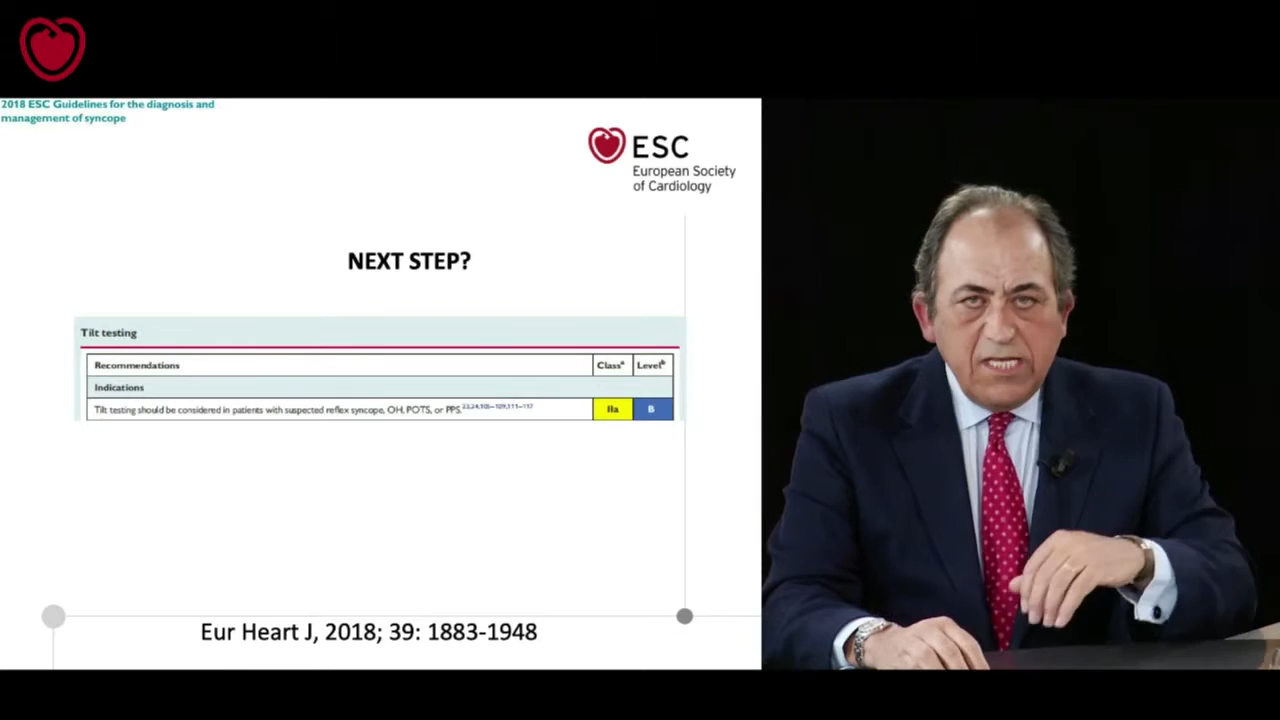 2018 ESC Guidelines for the diagnosis and
management of syncope
ESC
European Society
of Cardiology
NEXT STEP?
Tilt testing
Recommendations Classᵃ Levelᵇ
Indications
Tilt testing should be considered in patients with suspected reflex syncope, OH, POTS, or PPS. IIa B
Eur Heart J, 2018; 39: 1883-1948